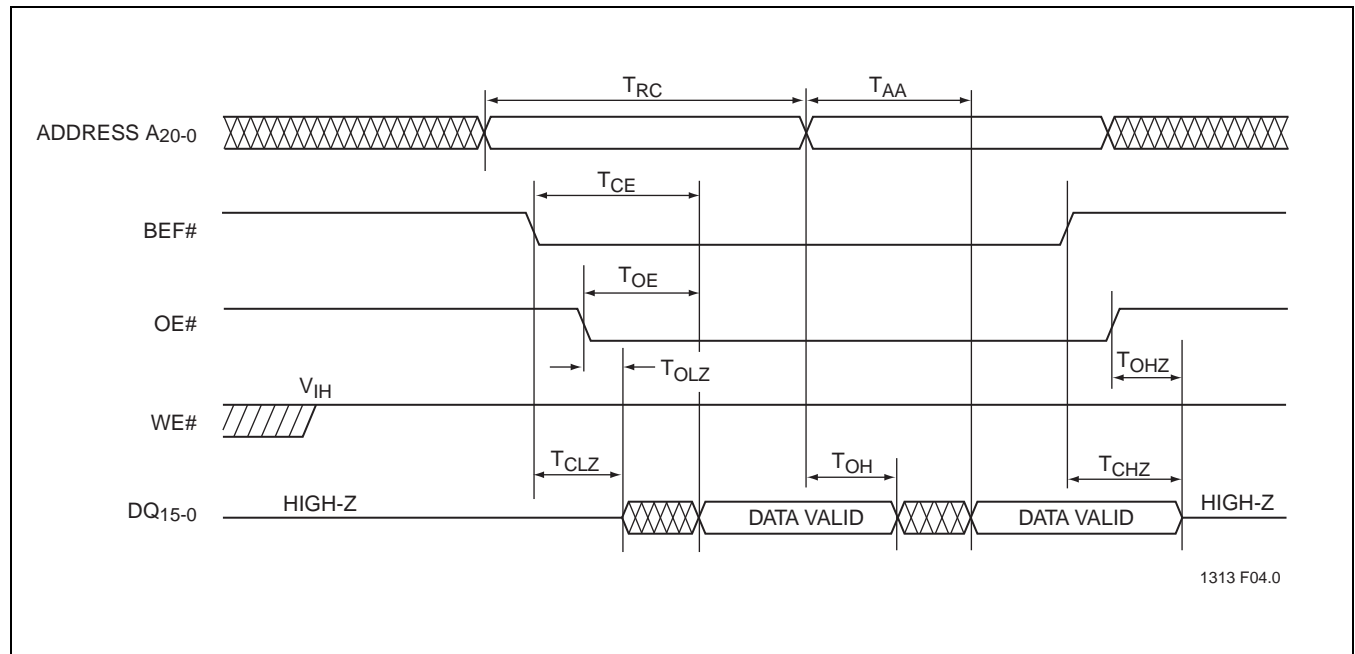 TRC TAA
ADDRESS A20-0
TCE
BEF#
TOE
OE#
TOLZ TOHZ
VIH
WE#
TCLZ TOH TCHZ
DQ15-0 HIGH-Z DATA VALID DATA VALID HIGH-Z
1313 F04.0